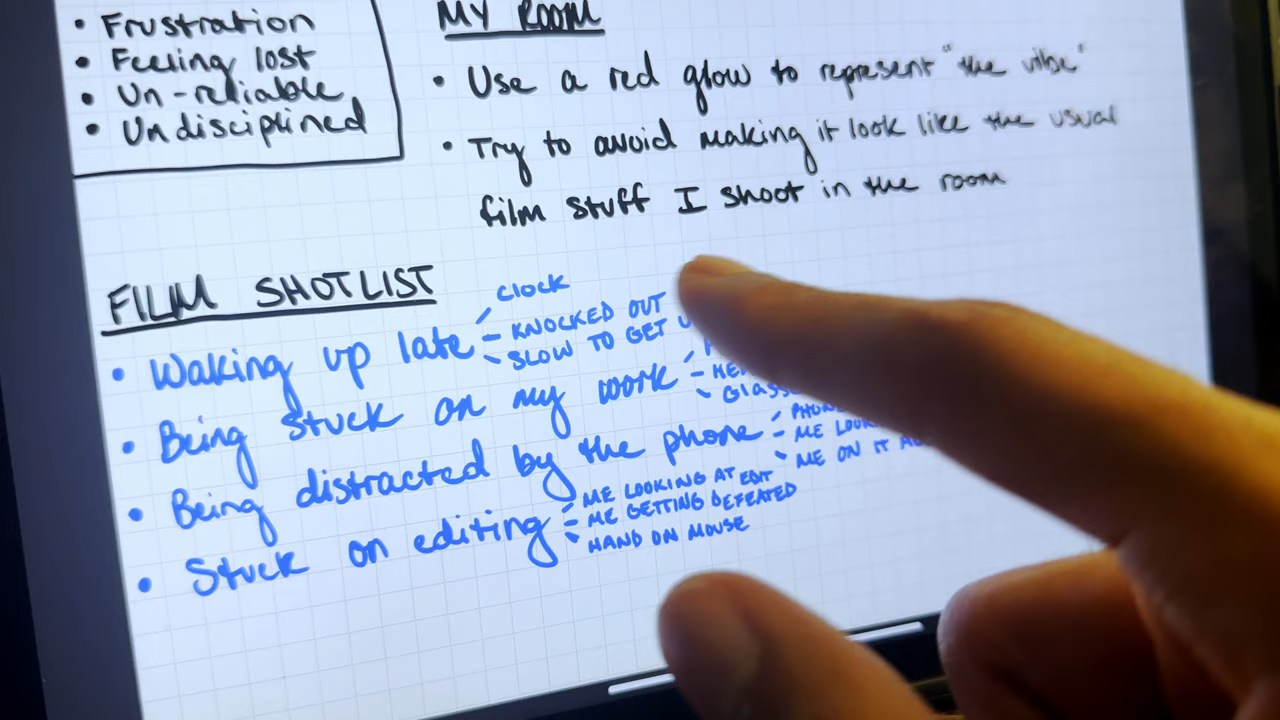 • Frustration
• Feeling lost
• Un-reliable
• Undisciplined
MY ROOM
• Use a red glow to represent "the vibe"
• Try to avoid making it look like the usual
film stuff I shoot in the room
FILM SHOTLIST
• Waking up late
- Clock
- KNOCKED OUT
- SLOW TO GET
• Being stuck on my work
• Being distracted by the phone
- ME
- ME ON IT
• Stuck on editing
- ME LOOKING AT EDIT
- ME GETTING DEFEATED
- HAND ON MOUSE